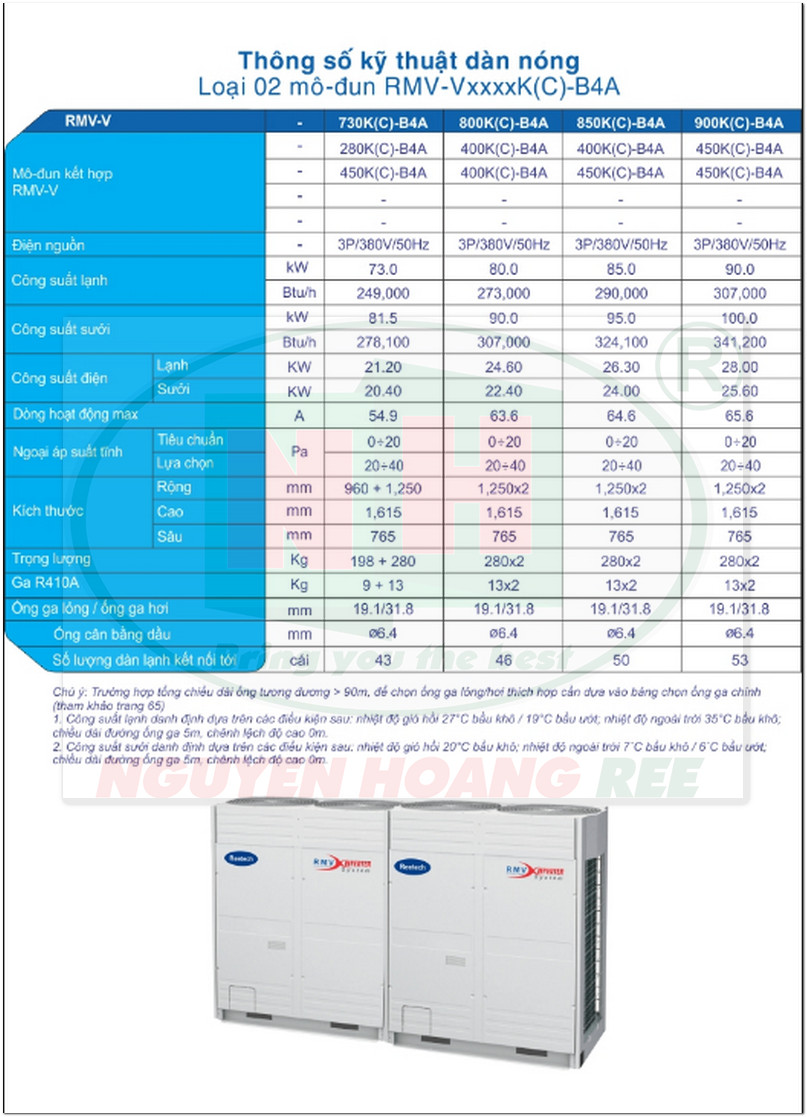 Thông số kỹ thuật dàn nóng
Loại 02 mô-đun RMV-VxxxxK(C)-B4A
RMV-V - 730K(C)-B4A 800K(C)-B4A 850K(C)-B4A 900K(C)-B4A
Mô-đun kết hợp
RMV-V
- 280K(C)-B4A 400K(C)-B4A 400K(C)-B4A 450K(C)-B4A
- 450K(C)-B4A 400K(C)-B4A 450K(C)-B4A 450K(C)-B4A
- - - - -
- - - - -
Điện nguồn - 3P/380V/50Hz 3P/380V/50Hz 3P/380V/50Hz 3P/380V/50Hz
Công suất lạnh kW 73.0 80.0 85.0 90.0
Btu/h 249,000 273,000 290,000 307,000
Công suất sưởi kW 81.5 90.0 95.0 100.0
Btu/h 278,100 307,000 324,100 341,200
Công suất điện Lạnh KW 21.20 24.60 26.30 28.00
Sưởi KW 20.40 22.40 24.00 25.60
Dòng hoạt động max A 54.9 63.6 64.6 65.6
Ngoại áp suất tĩnh Tiêu chuẩn Pa 0÷20 0÷20 0÷20 0÷20
Lựa chọn 20÷40 20÷40 20÷40 20÷40
Kích thước Rộng mm 960 + 1,250 1,250x2 1,250x2 1,250x2
Cao mm 1,615 1,615 1,615 1,615
Sâu mm 765 765 765 765
Trọng lượng Kg 198 + 280 280x2 280x2 280x2
Ga R410A Kg 9 + 13 13x2 13x2 13x2
Ống ga lỏng / ống ga hơi mm 19.1/31.8 19.1/31.8 19.1/31.8 19.1/31.8
Ống cân bằng dầu mm ø6.4 ø6.4 ø6.4 ø6.4
Số lượng dàn lạnh kết nối tới cái 43 46 50 53
Chú ý: Trường hợp tổng chiều dài ống tương đương > 90m, để chọn ống ga lỏng/hơi thích hợp cần dựa vào bảng chọn ống ga chính
(tham khảo trang 65)
1. Công suất lạnh danh định dựa trên các điều kiện sau: nhiệt độ gió hồi 27°C bầu khô / 19°C bầu ướt; nhiệt độ ngoài trời 35°C bầu khô;
chiều dài đường ống ga 5m, chênh lệch độ cao 0m.
2. Công suất sưởi danh định dựa trên các điều kiện sau: nhiệt độ gió hồi 20°C bầu khô; nhiệt độ ngoài trời 7°C bầu khô / 6°C bầu ướt;
chiều dài đường ống ga 5m, chênh lệch độ cao 0m.
NH
®
Bring you the best
NGUYEN HOANG REE
Reetech RMV XINVERTER System
Reetech RMV XINVERTER System